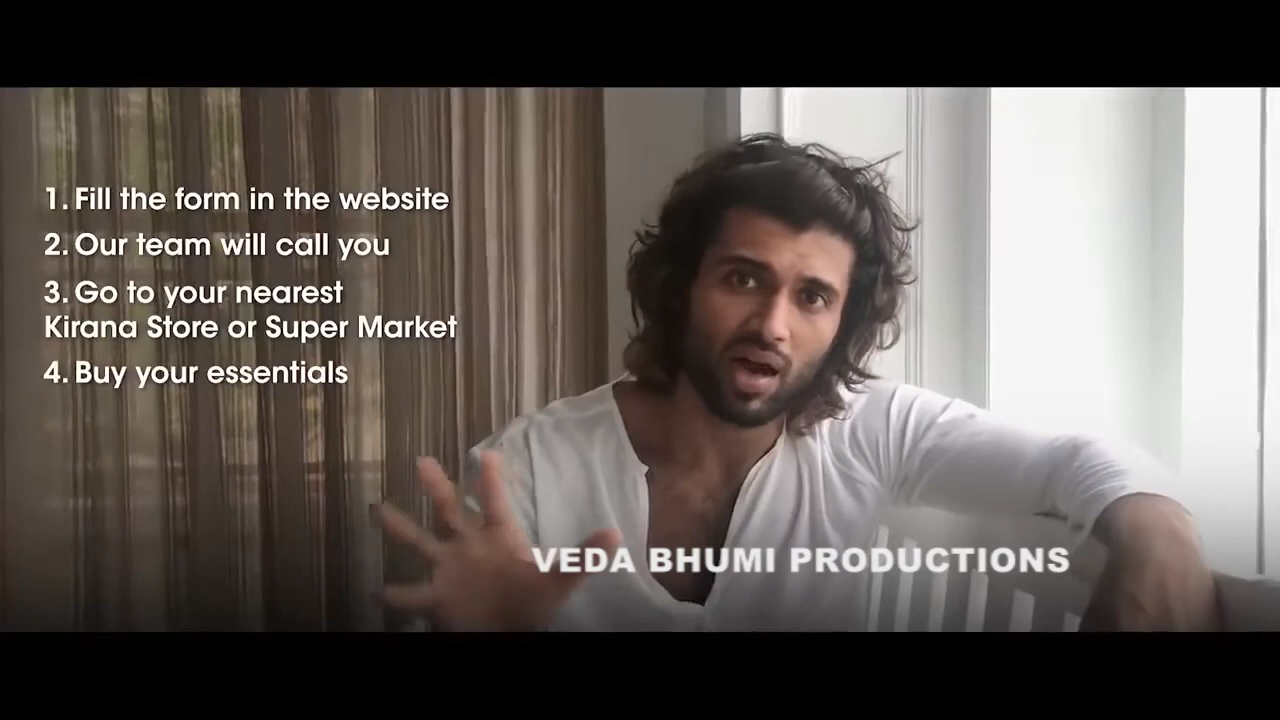 1. Fill the form in the website
2. Our team will call you
3. Go to your nearest
Kirana Store or Super Market
4. Buy your essentials
VEDA BHUMI PRODUCTIONS